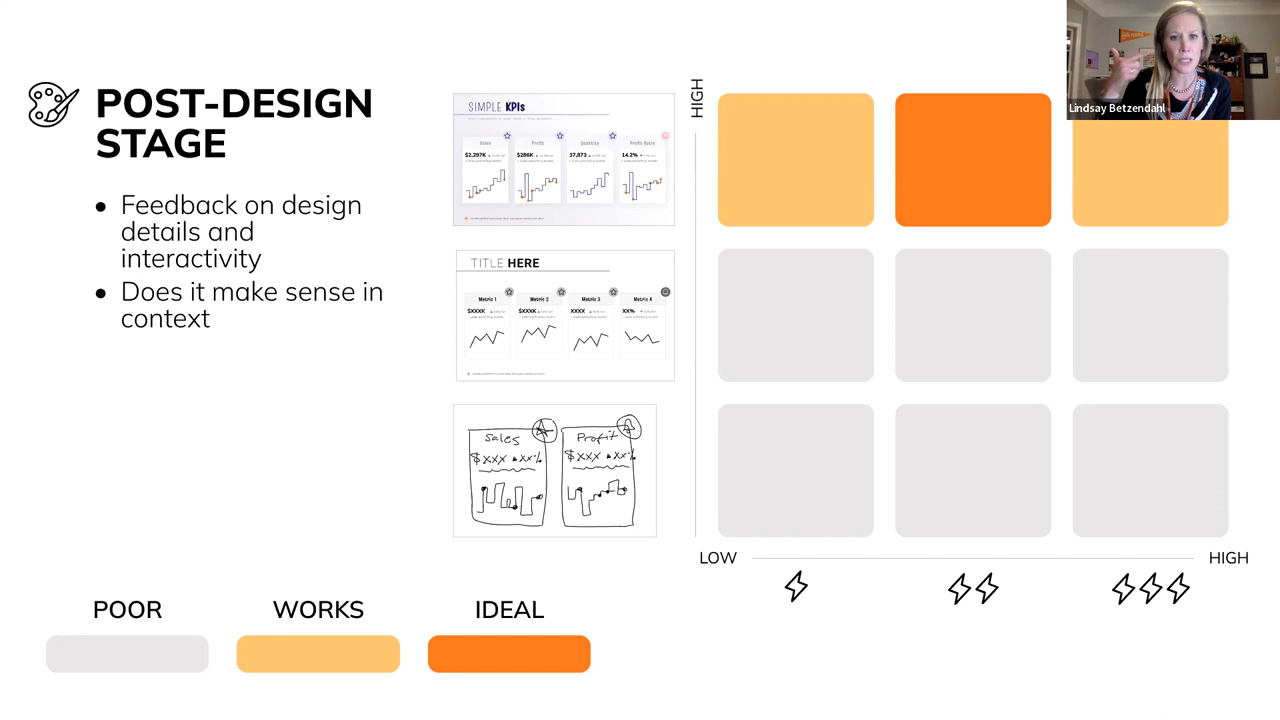 Lindsay Betzendahl
POST-DESIGN
STAGE
• Feedback on design
details and
interactivity
• Does it make sense in
context
SIMPLE KPIs
Sales
Profit
Quantity
Profit Ratio
$2,297K
$286K
37,873
14.2%
TITLE HERE
Metric 1
Metric 2
Metric 3
Metric 4
$XXXX
$XXXX
XXXX
XX%
Sales
Profit
$XXX ▲XX%
$XXX ▲XX%
HIGH
LOW
HIGH
POOR
WORKS
IDEAL